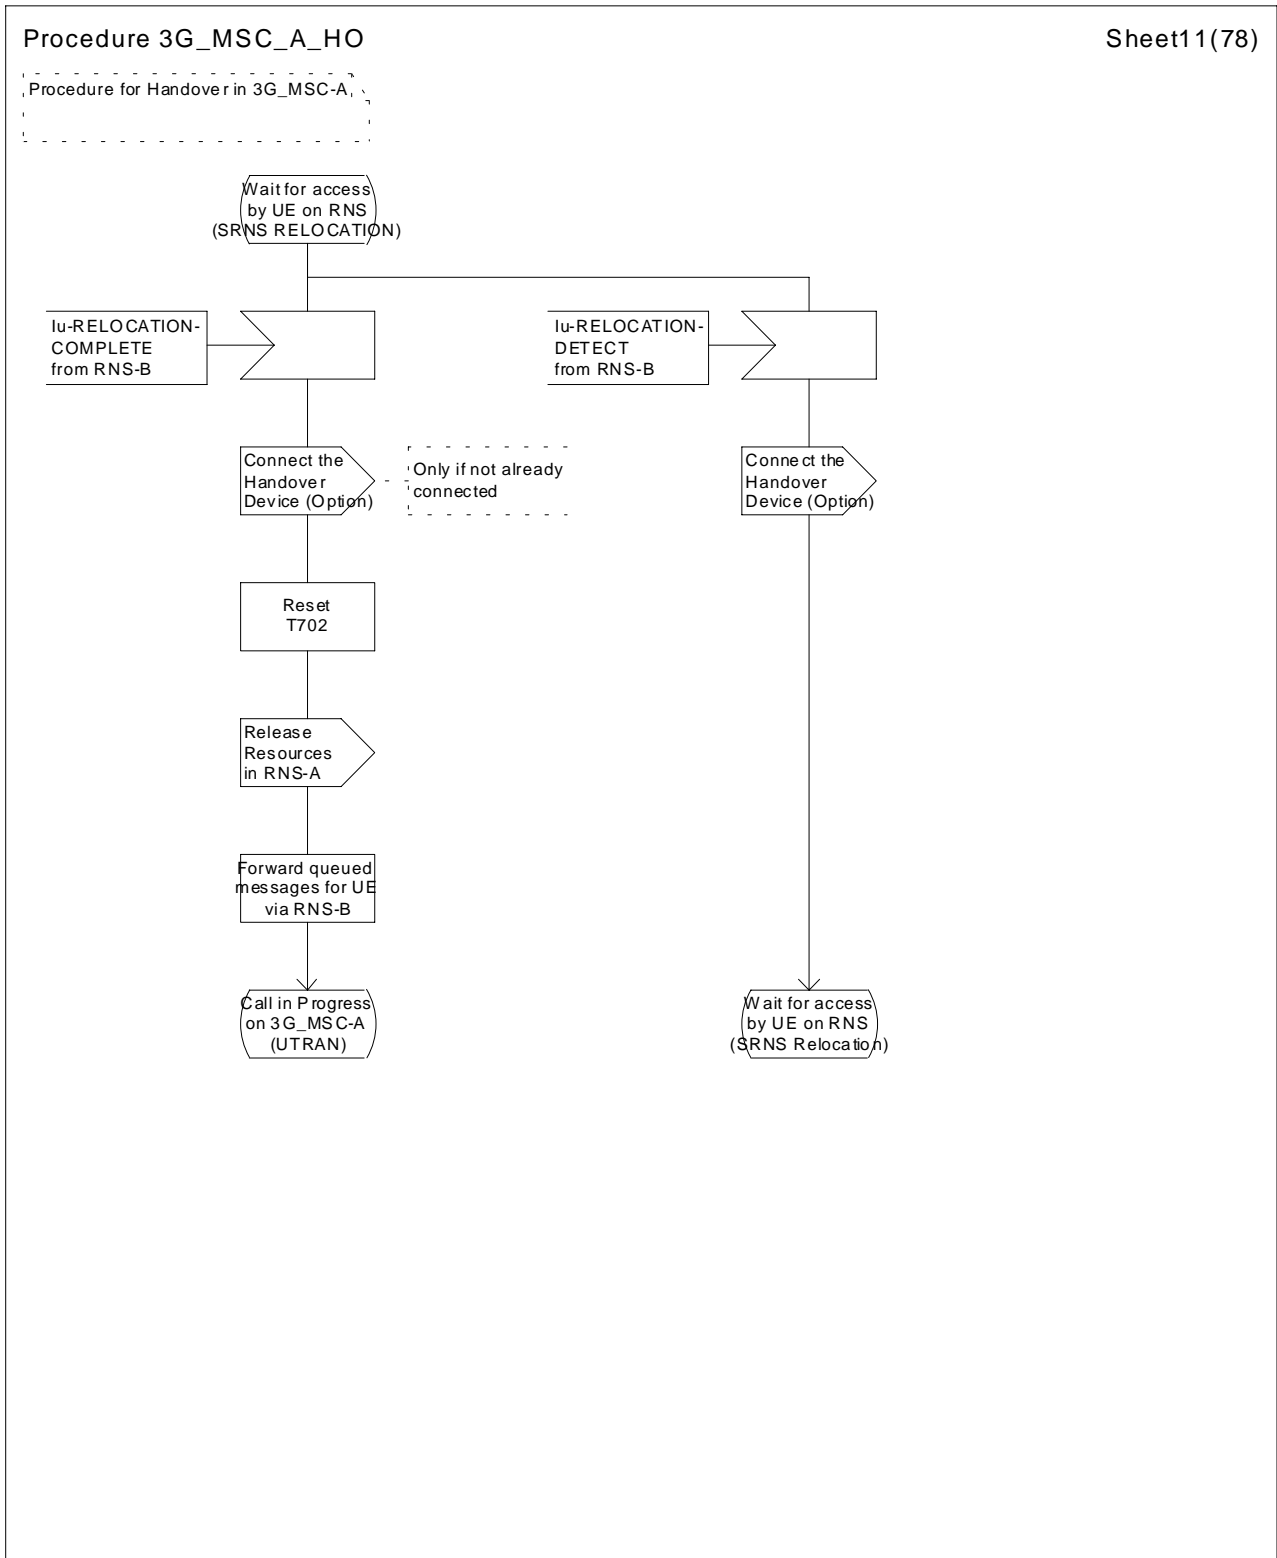 Procedure 3G_MSC_A_HO
Sheet11(78)
Procedure for Handover in 3G_MSC-A
Wait for access
by UE on RNS
(SRNS RELOCATION)
Iu-RELOCATION-
COMPLETE
from RNS-B
Iu-RELOCATION-
DETECT
from RNS-B
Connect the
Handover
Device (Option)
Only if not already
connected
Connect the
Handover
Device (Option)
Reset
T702
Release
Resources
in RNS-A
Forward queued
messages for UE
via RNS-B
Call in Progress
on 3G_MSC-A
(UTRAN)
Wait for access
by UE on RNS
(SRNS Relocation)